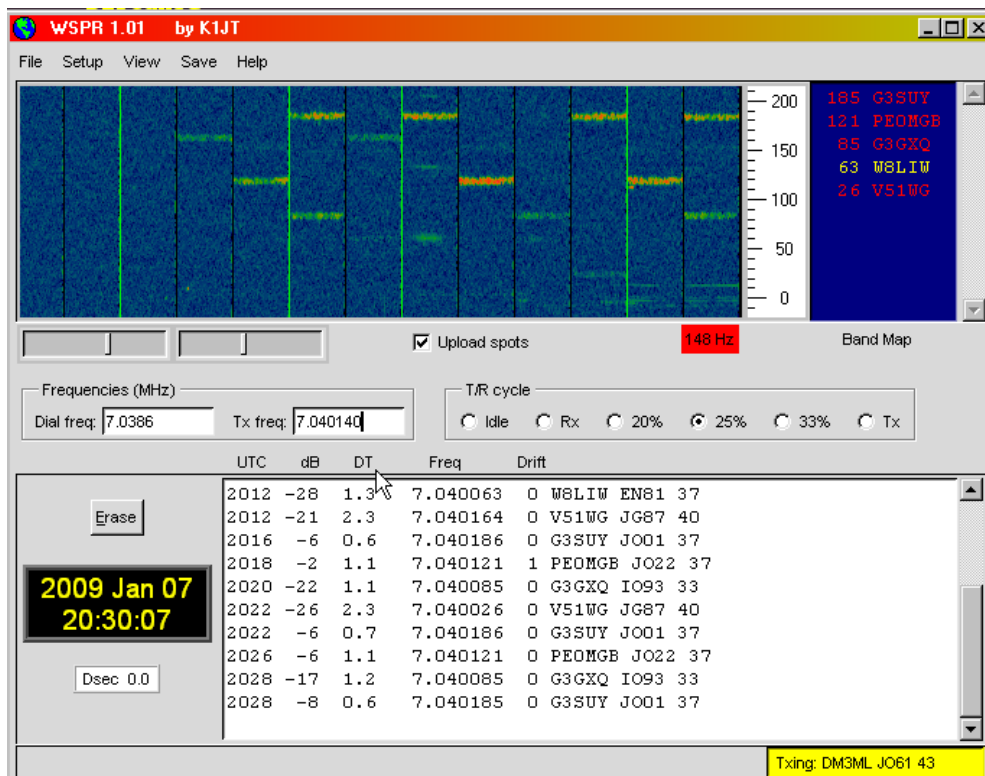 WSPR 1.01 by K1JT
File Setup View Save Help
200
150
100
50
0
185 G3SUY
121 PE0MGB
85 G3GXQ
63 W8LIW
26 V51WG
Upload spots
148 Hz
Band Map
Frequencies (MHz)
Dial freq: 7.0386 Tx freq: 7.040140
T/R cycle
Idle Rx 20% 25% 33% Tx
UTC dB DT Freq Drift
Erase
2009 Jan 07
20:30:07
Dsec 0.0
2012 -28 1.3 7.040063 0 W8LIW EN81 37
2012 -21 2.3 7.040164 0 V51WG JG87 40
2016 -6 0.6 7.040186 0 G3SUY JO01 37
2018 -2 1.1 7.040121 1 PE0MGB JO22 37
2020 -22 1.1 7.040085 0 G3GXQ IO93 33
2022 -26 2.3 7.040026 0 V51WG JG87 40
2022 -6 0.7 7.040186 0 G3SUY JO01 37
2026 -6 1.1 7.040121 0 PE0MGB JO22 37
2028 -17 1.2 7.040085 0 G3GXQ IO93 33
2028 -8 0.6 7.040185 0 G3SUY JO01 37
Txing: DM3ML JO61 43